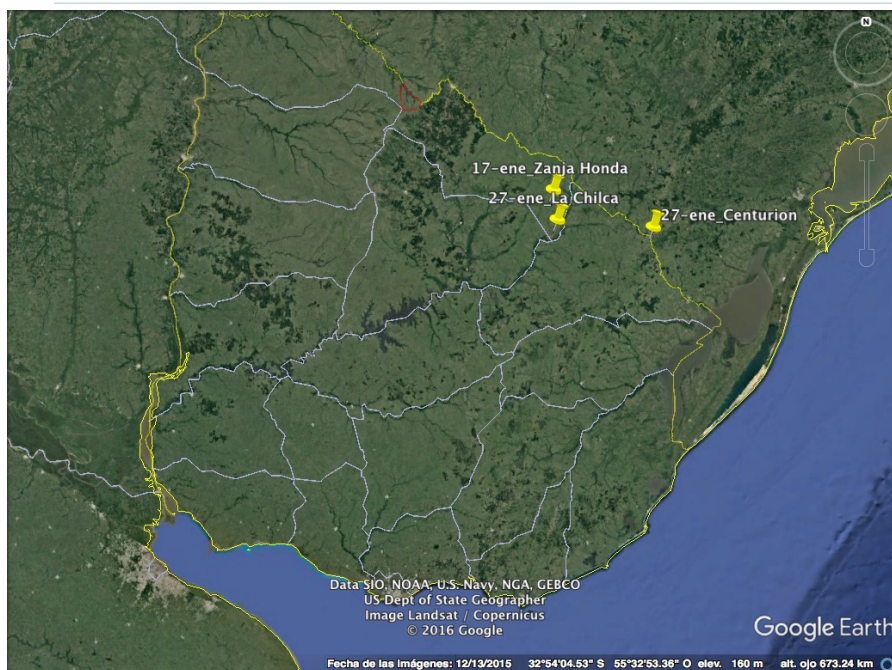 N
17-ene_Zanja Honda
27-ene_La Chilca
27-ene_Centurion
Data SIO, NOAA, U.S. Navy, NGA, GEBCO
US Dept of State Geographer
Image Landsat / Copernicus
© 2016 Google
Google Earth
Fecha de las imágenes: 12/13/2015 32°54'04.53" S 55°32'53.36" O elev. 160 m alt. ojo 673.24 km